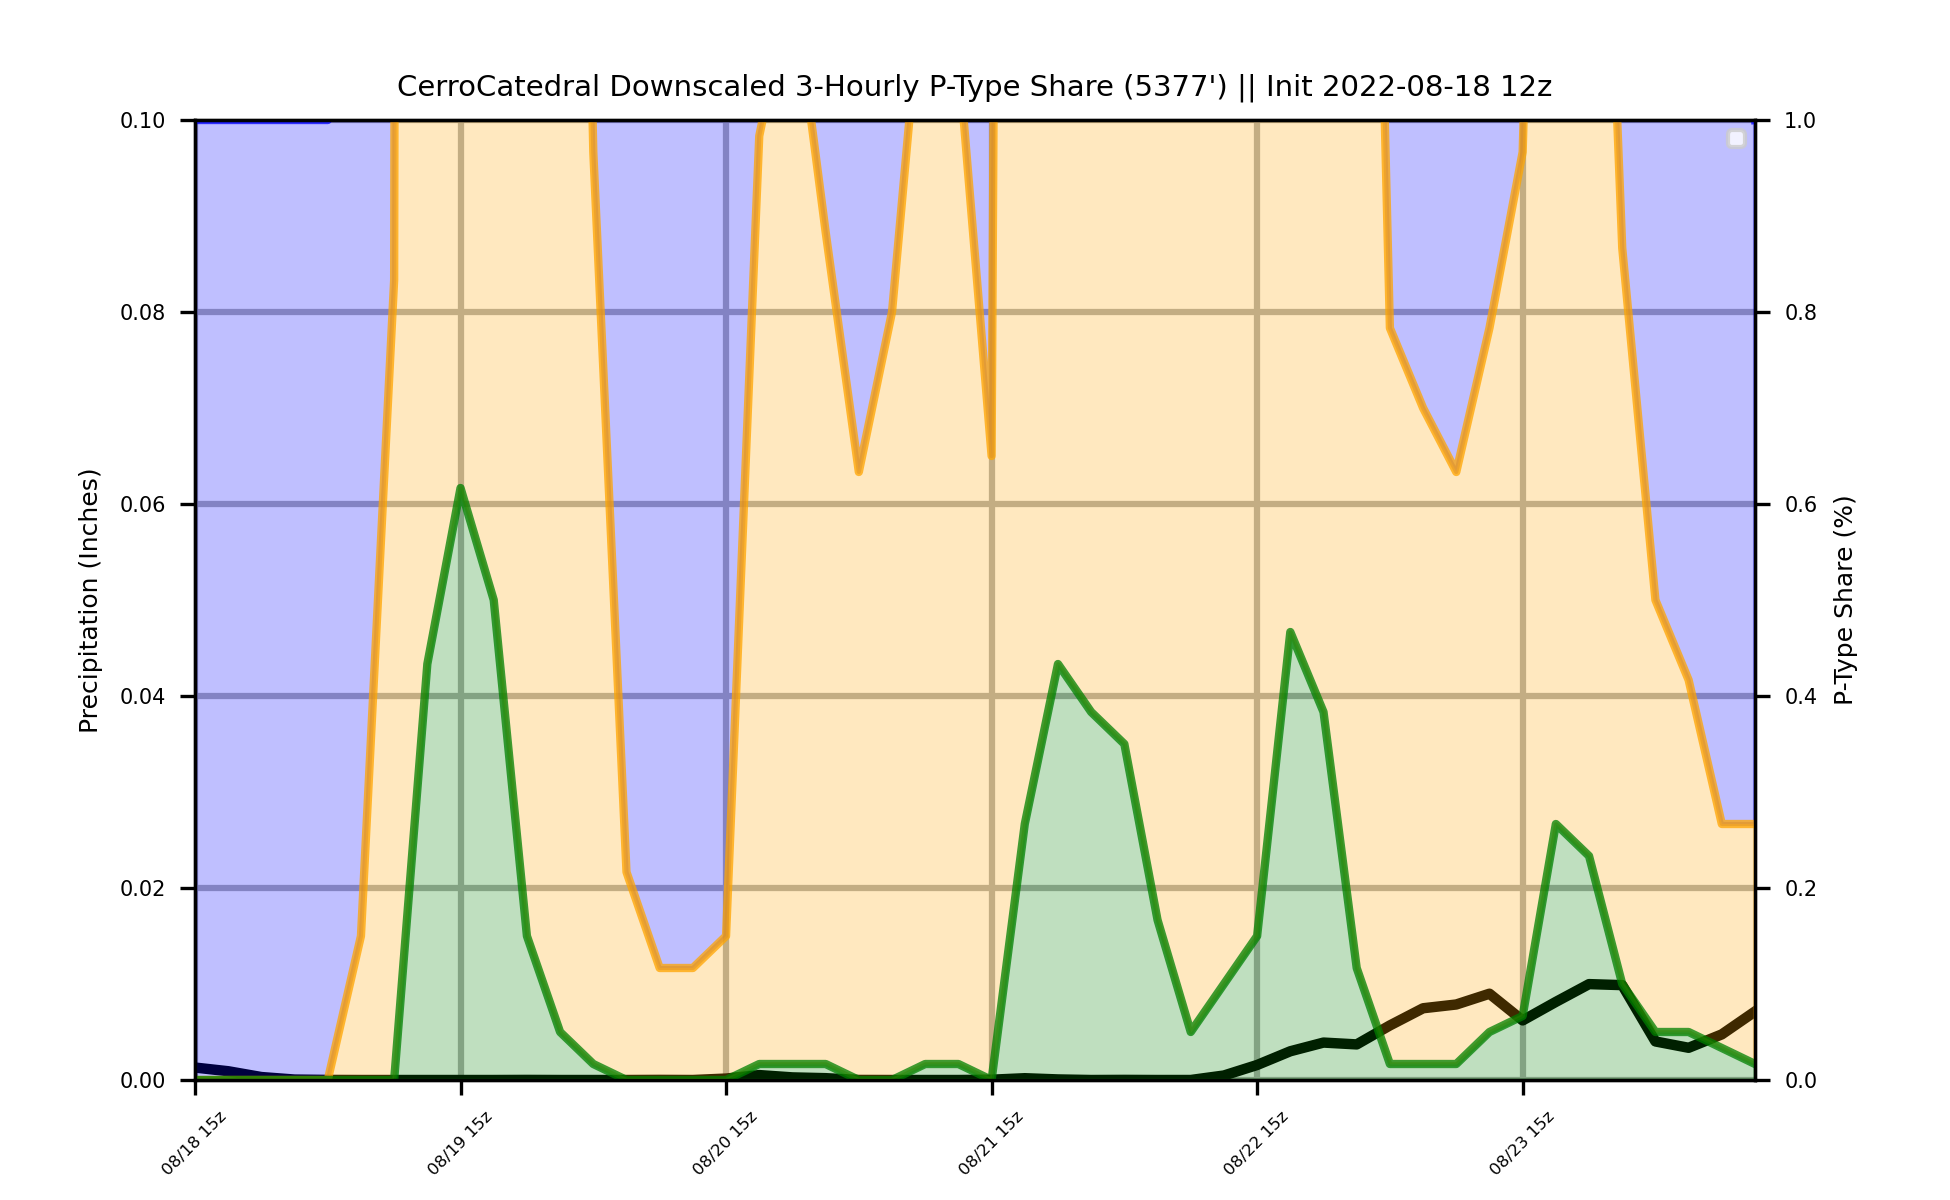 CerroCatedral Downscaled 3-Hourly P-Type Share (5377') || Init 2022-08-18 12z
0.10
0.08
0.06
0.04
0.02
0.00
Precipitation (Inches)
1.0
0.8
0.6
0.4
0.2
0.0
P-Type Share (%)
08/18 15z
08/19 15z
08/20 15z
08/21 15z
08/22 15z
08/23 15z